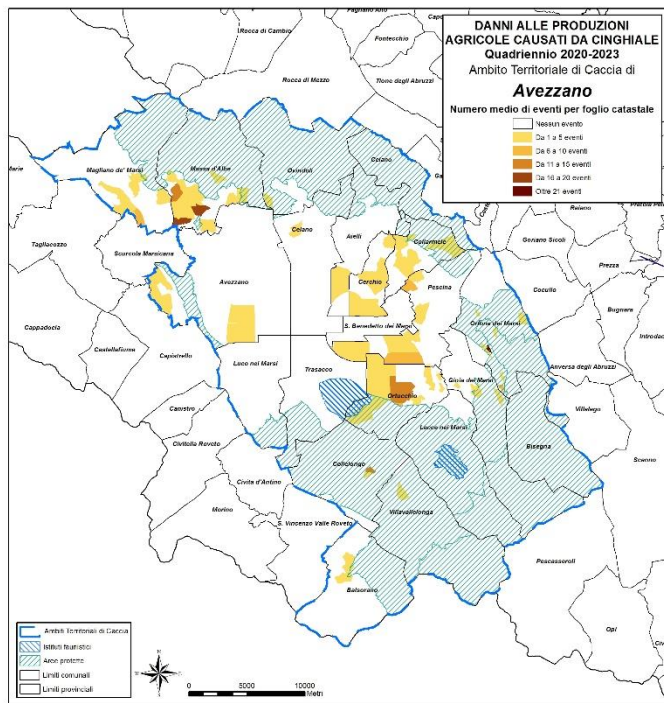 DANNI ALLE PRODUZIONI
AGRICOLE CAUSATI DA CINGHIALE
Quadriennio 2020-2023
Ambito Territoriale di Caccia di
Avezzano
Numero medio di eventi per foglio catastale
Nessun evento
Da 1 a 5 eventi
Da 6 a 10 eventi
Da 11 a 15 eventi
Da 16 a 20 eventi
Oltre 21 eventi
Rocca di Cambio
Fontecchio
Rocca di Mezzo
Tione degli Abruzzi
Magliano de' Marsi
Massa d'Albe
Ovindoli
Celano
Raiano
Tagliacozzo
Scurcola Marsicana
Celano
Aielli
Collarmele
Goriano Sicoli
Prezza
Avezzano
Cerchio
Pescina
Cocullo
Bugnara
Cappadocia
Castellafiume
Capistrello
S. Benedetto dei Marsi
Ortona dei Marsi
Introdac
Luco nei Marsi
Trasacco
Gioia dei Marsi
Anversa degli Abruzzi
Canistro
Ortucchio
Lecce nei Marsi
Bisegna
Villalago
Civitella Roveto
Collelongo
Scanno
Civita d'Antino
Morino
Villavallelonga
S. Vincenzo Valle Roveto
Pescasseroli
Balsorano
Opi
Ambiti Territoriali di Caccia
Istituti faunistici
Aree protette
Limiti comunali
Limiti provinciali
0
5000
10000
Metri